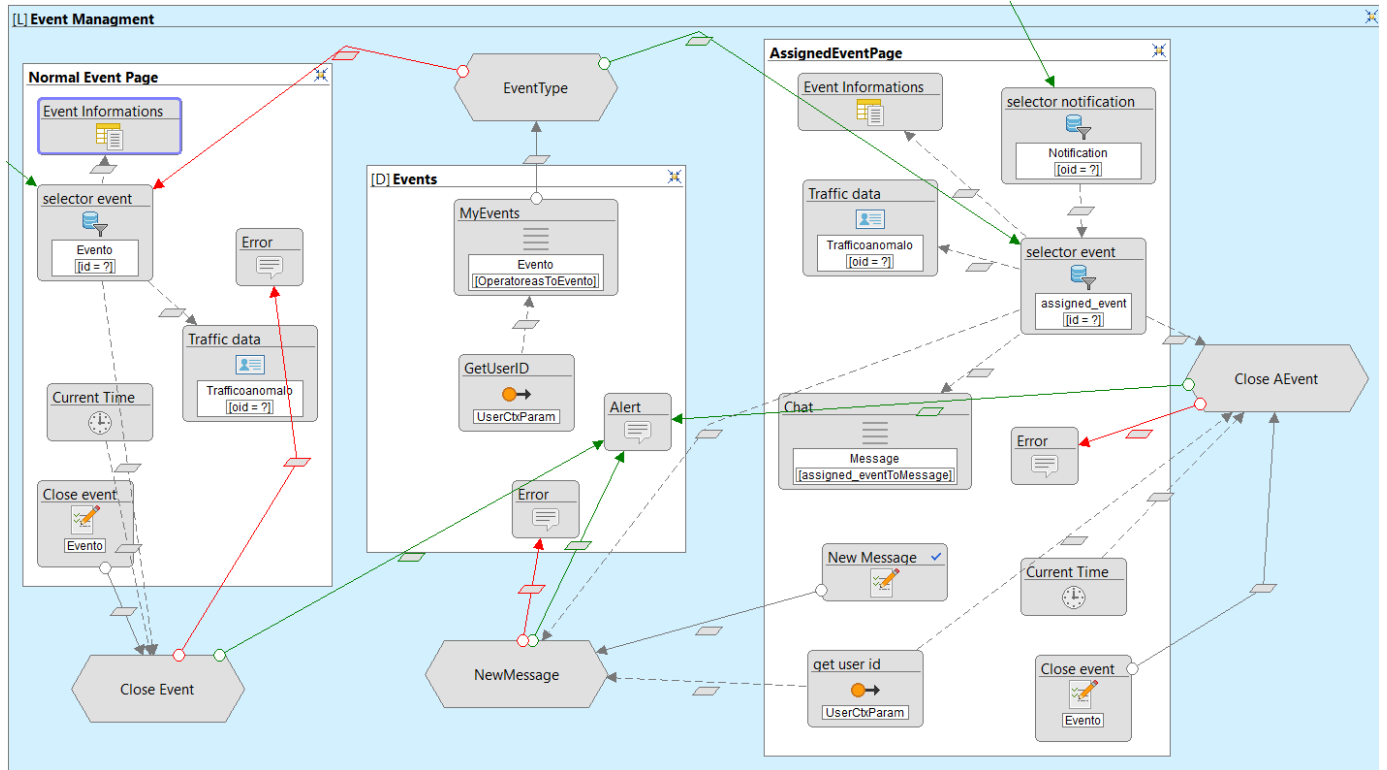 [L] Event Managment
Normal Event Page
Event Informations
selector event
Evento
[id = ?]
Error
Traffic data
Trafficoanomalo
[oid = ?]
Current Time
Close event
Evento
Close Event
EventType
[D] Events
MyEvents
Evento
[OperatoreasToEvento]
GetUserID
UserCtxParam
Alert
Error
NewMessage
AssignedEventPage
Event Informations
selector notification
Notification
[oid = ?]
Traffic data
Trafficoanomalo
[oid = ?]
selector event
assigned_event
[id = ?]
Chat
Message
[assigned_eventToMessage]
Error
New Message
Current Time
get user id
UserCtxParam
Close event
Evento
Close AEvent